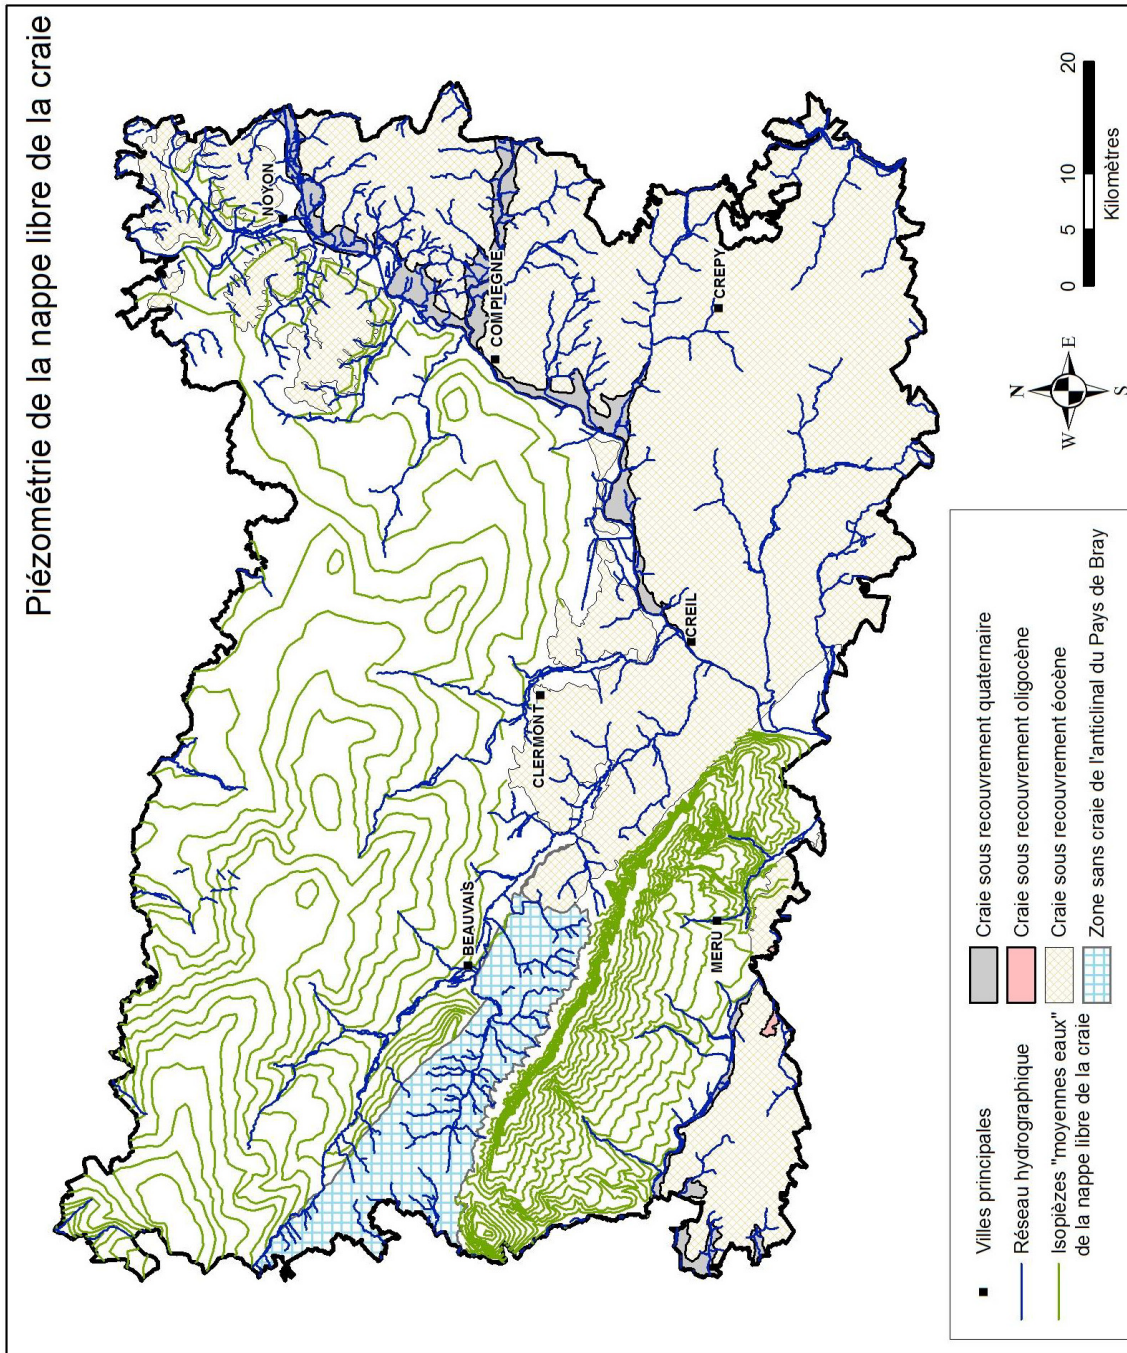 Piézométrie de la nappe libre de la craie
NOYON
COMPIEGNE
CREPY
CLERMONT
CREIL
BEAUVAIS
MERU
N
W
E
S
0
5
10
20
Kilomètres
Villes principales
Réseau hydrographique
Isopièzes "moyennes eaux"
de la nappe libre de la craie
Craie sous recouvrement quaternaire
Craie sous recouvrement oligocène
Craie sous recouvrement éocène
Zone sans craie de l'anticlinal du Pays de Bray